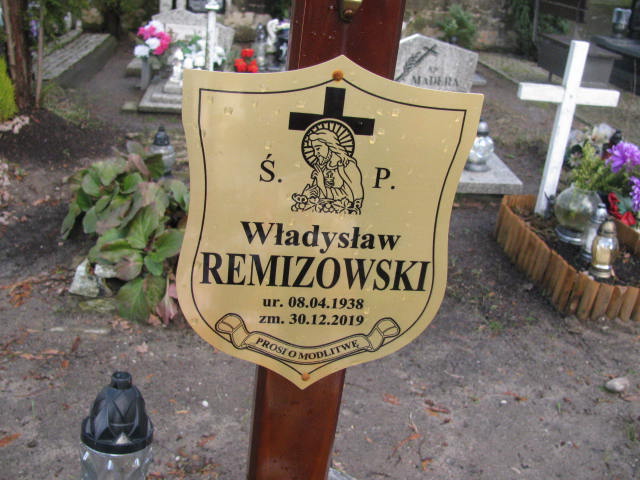 MADERA
Ś. P.
Władysław
REMIZOWSKI
ur. 08.04.1938
zm. 30.12.2019
PROSI O MODLITWĘ